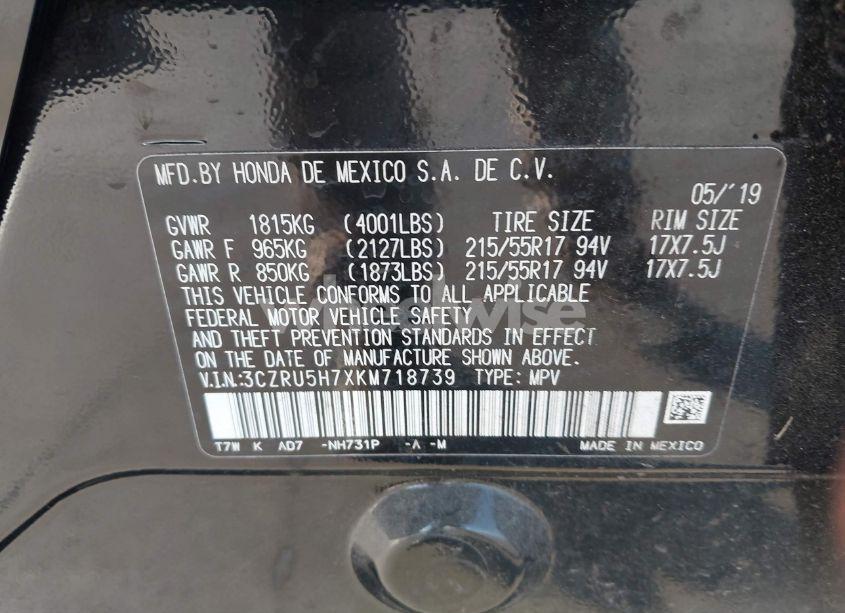 MFD.BY HONDA DE MEXICO S.A. DE C.V.
05/'19
GVWR 1815KG (4001LBS) TIRE SIZE RIM SIZE
GAWR F 965KG (2127LBS) 215/55R17 94V 17X7.5J
GAWR R 850KG (1873LBS) 215/55R17 94V 17X7.5J
THIS VEHICLE CONFORMS TO ALL APPLICABLE
FEDERAL MOTOR VEHICLE SAFETY
AND THEFT PREVENTION STANDARDS IN EFFECT
ON THE DATE OF MANUFACTURE SHOWN ABOVE.
V.I.N.:3CZRU5H7XKM718739 TYPE: MPV
T7W K AD7 -NH731P -A -M MADE IN MEXICO